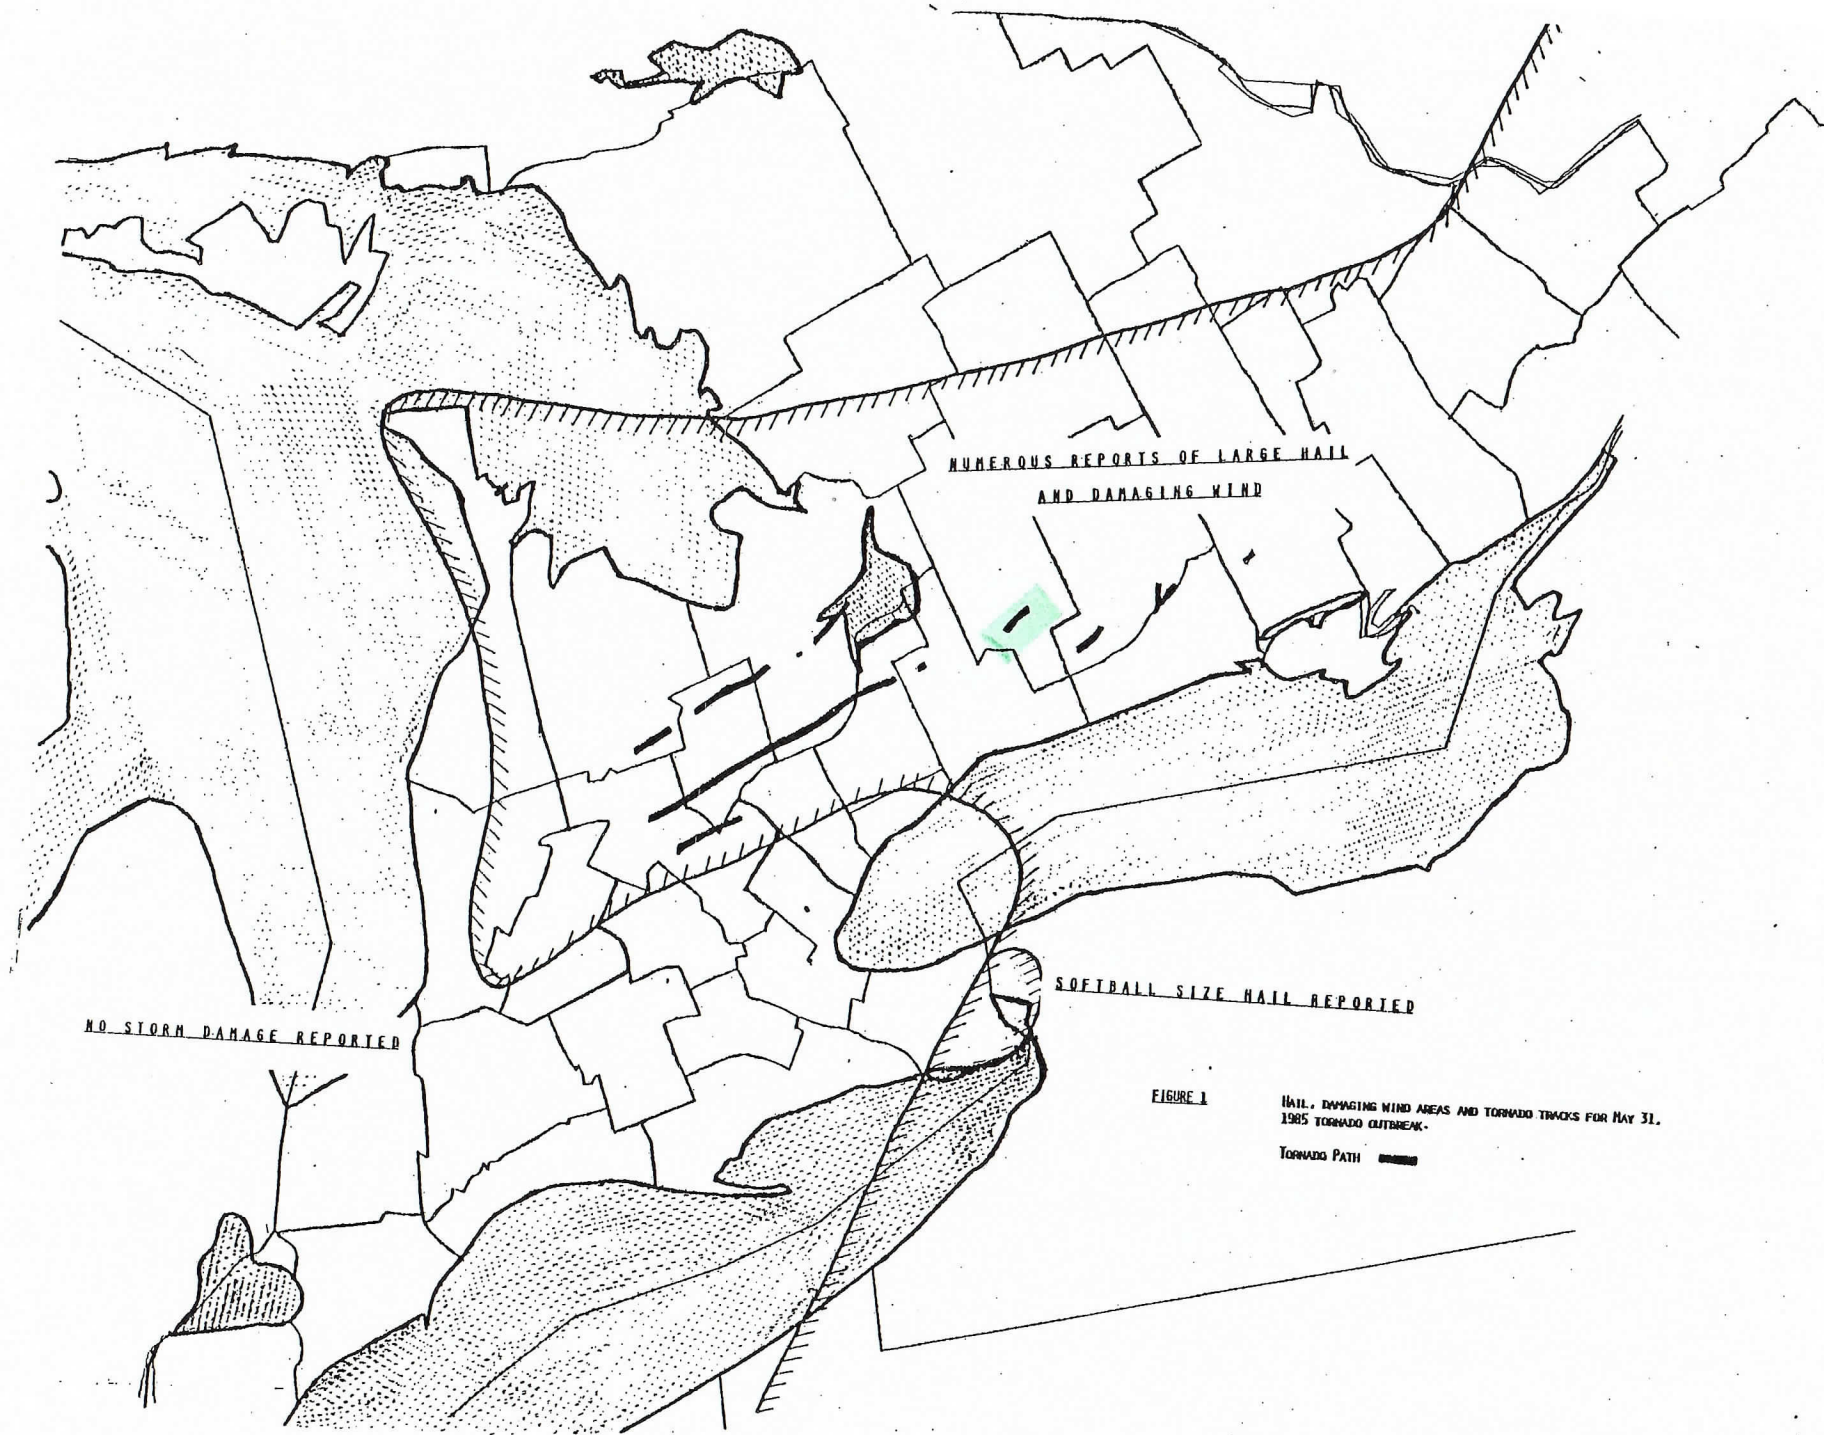 NUMEROUS REPORTS OF LARGE HAIL
AND DAMAGING WIND
SOFTBALL SIZE HAIL REPORTED
NO STORM DAMAGE REPORTED
FIGURE 1
HAIL, DAMAGING WIND AREAS AND TORNADO TRACKS FOR MAY 31,
1985 TORNADO OUTBREAK.
TORNADO PATH